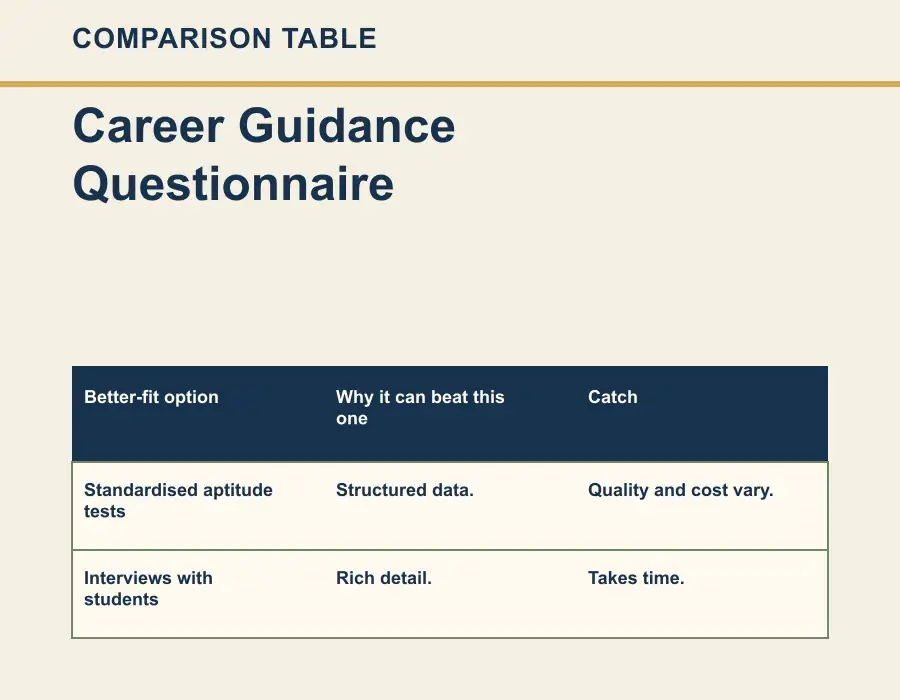 COMPARISON TABLE
Career Guidance
Questionnaire
Better-fit option
Why it can beat this
one
Catch
Standardised aptitude
tests
Structured data.
Quality and cost vary.
Interviews with
students
Rich detail.
Takes time.